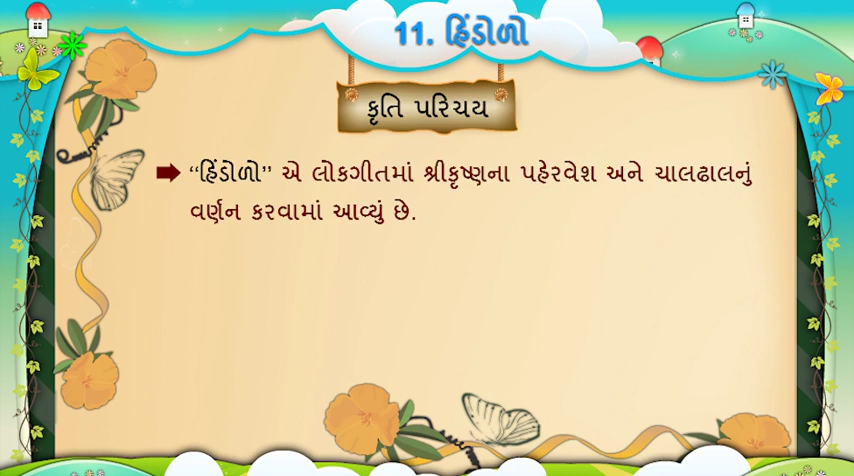 11. હિંડોળો
કૃતિ પરિચય
➡ “હિંડોળો” એ લોકગીતમાં શ્રીકૃષ્ણના પહેરવેશ અને ચાલઢાલનું
વર્ણન કરવામાં આવ્યું છે.